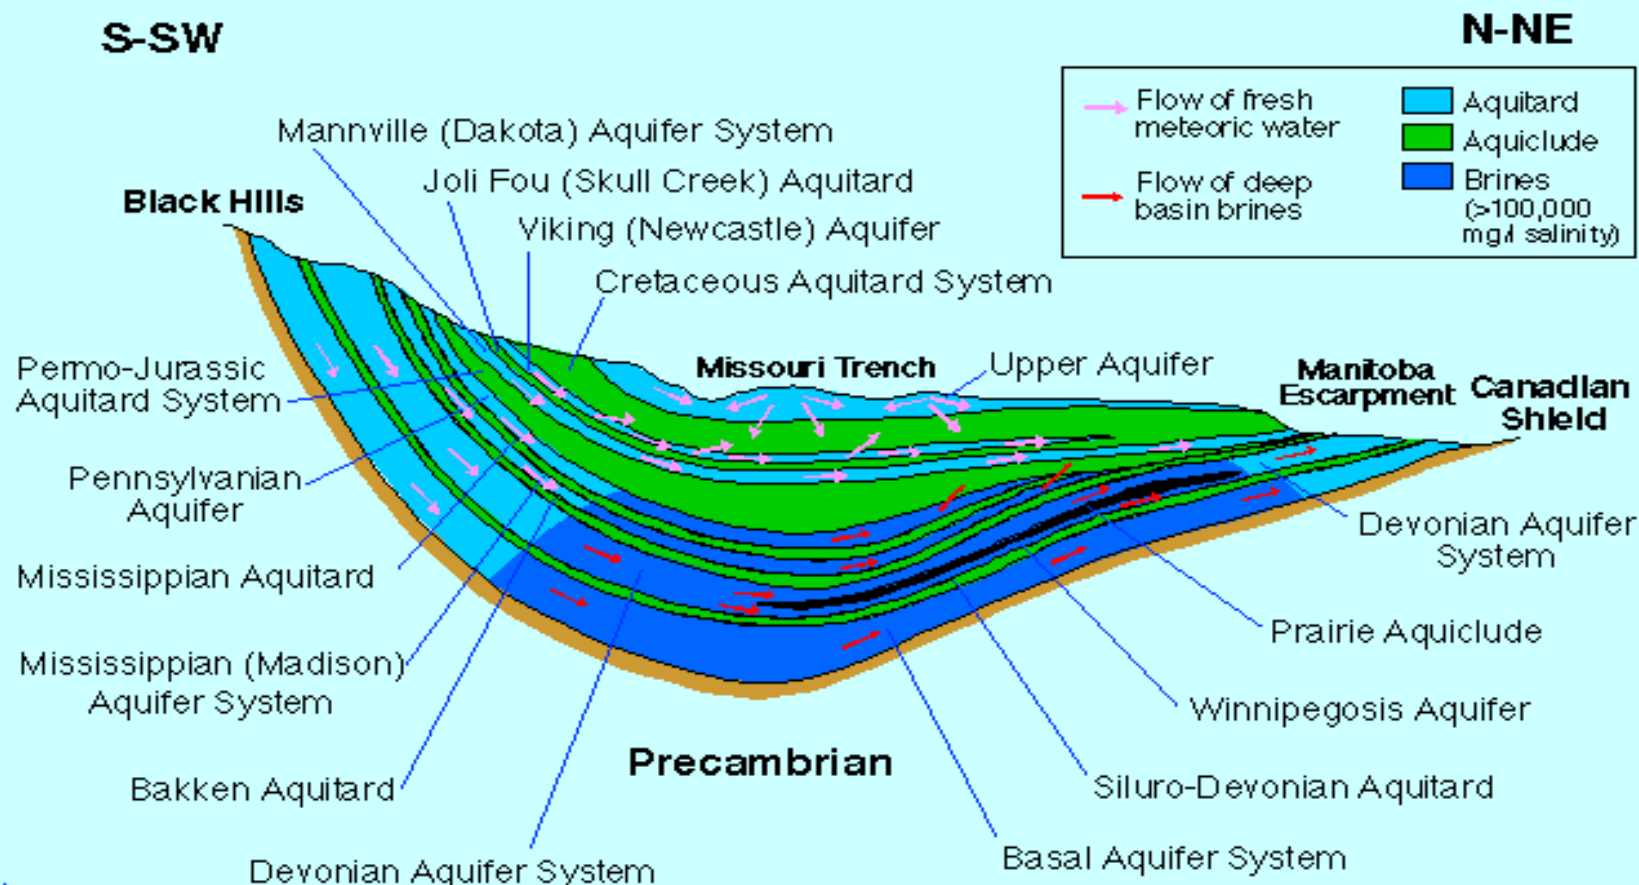 S-SW
N-NE
Flow of fresh
meteoric water
Flow of deep
basin brines
Aquitard
Aquiclude
Brines
(>100,000
mg/l salinity)
Mannville (Dakota) Aquifer System
Joli Fou (Skull Creek) Aquitard
Black Hills
Viking (Newcastle) Aquifer
Cretaceous Aquitard System
Missouri Trench
Upper Aquifer
Manitoba
Escarpment
Canadian
Shield
Permo-Jurassic
Aquitard System
Pennsylvanian
Aquifer
Devonian Aquifer
System
Mississippian Aquitard
Prairie Aquiclude
Mississippian (Madison)
Aquifer System
Winnipegosis Aquifer
Precambrian
Bakken Aquitard
Siluro-Devonian Aquitard
Basal Aquifer System
Devonian Aquifer System